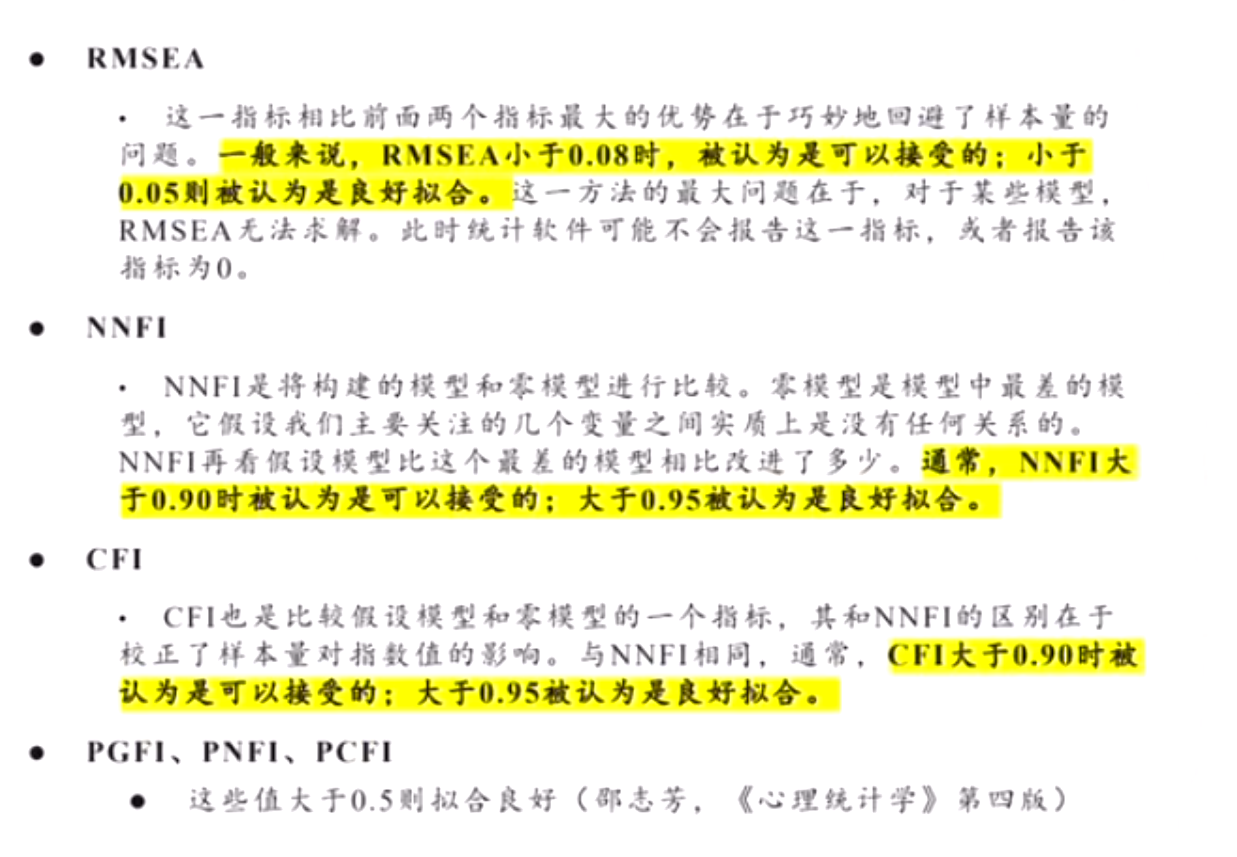 ● RMSEA
· 这一指标相比前面两个指标最大的优势在于巧妙地回避了样本量的
问题。一般来说，RMSEA小于0.08时，被认为是可以接受的；小于
0.05则被认为是良好拟合。这一方法的最大问题在于，对于某些模型，
RMSEA无法求解。此时统计软件可能不会报告这一指标，或者报告该
指标为0。
● NNFI
· NNFI是将构建的模型和零模型进行比较。零模型是模型中最差的模
型，它假设我们主要关注的几个变量之间实质上是没有任何关系的。
NNFI再看假设模型比这个最差的模型相比改进了多少。通常，NNFI大
于0.90时被认为是可以接受的；大于0.95被认为是良好拟合。
● CFI
· CFI也是比较假设模型和零模型的一个指标，其和NNFI的区别在于
校正了样本量对指数值的影响。与NNFI相同，通常，CFI大于0.90时被
认为是可以接受的；大于0.95被认为是良好拟合。
● PGFI、PNFI、PCFI
● 这些值大于0.5则拟合良好（邵志芳，《心理统计学》第四版）